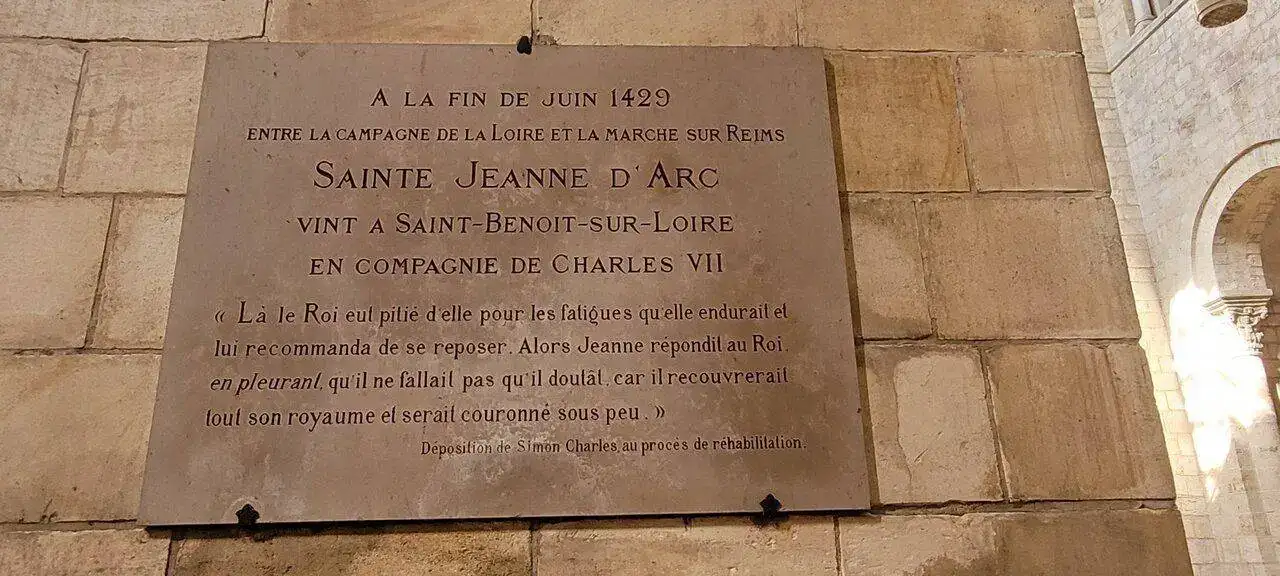 A LA FIN DE JUIN 1429
ENTRE LA CAMPAGNE DE LA LOIRE ET LA MARCHE SUR REIMS
SAINTE JEANNE D'ARC
VINT A SAINT-BENOIT-SUR-LOIRE
EN COMPAGNIE DE CHARLES VII
« Là le Roi eut pitié d'elle pour les fatigues qu'elle endurait et
lui recommanda de se reposer. Alors Jeanne répondit au Roi,
en pleurant, qu'il ne fallait pas qu'il doutât, car il recouvrerait
tout son royaume et serait couronné sous peu. »
Déposition de Simon Charles, au procès de réhabilitation.